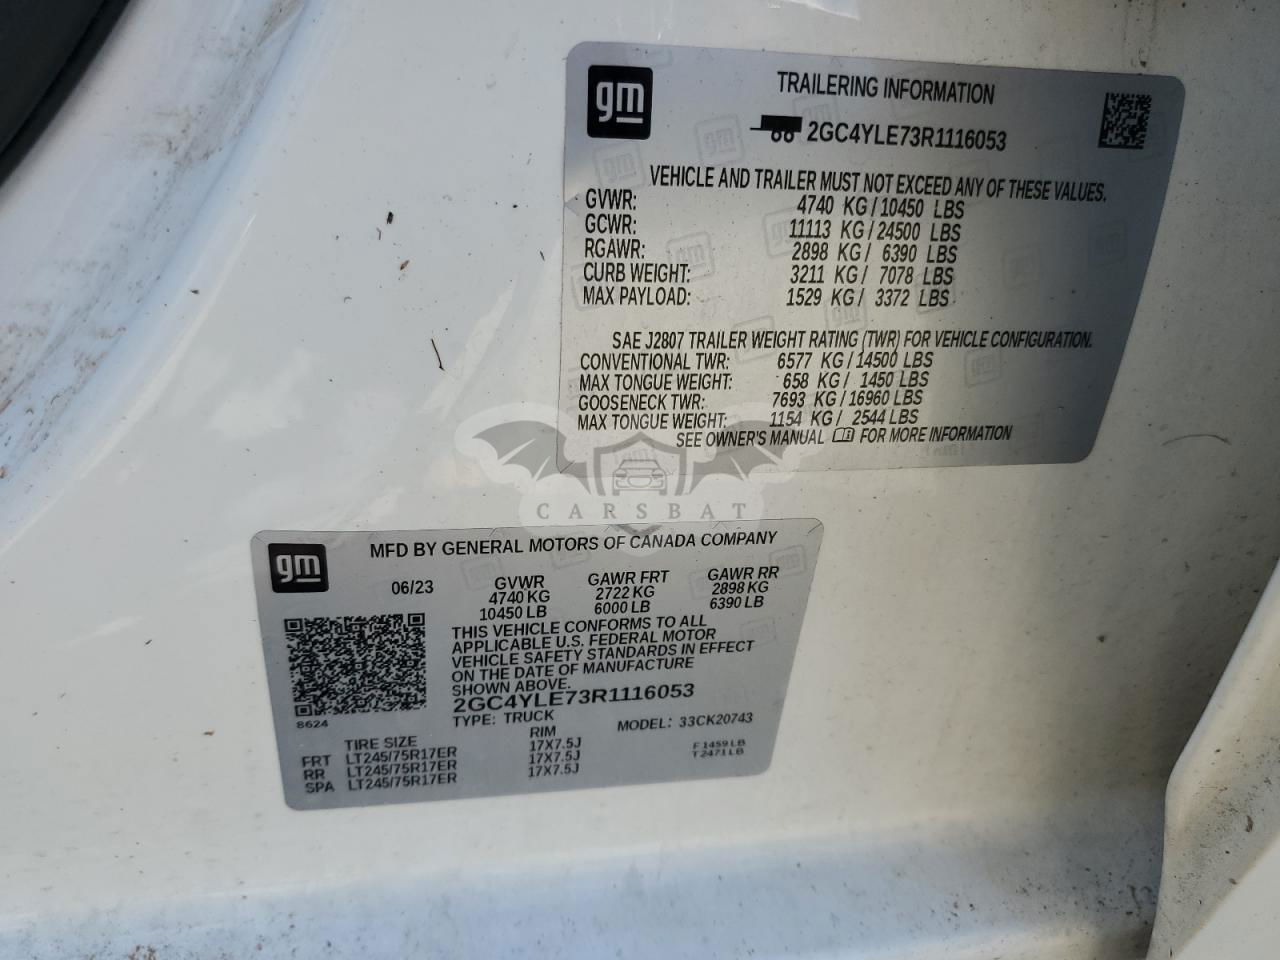 gm
TRAILERING INFORMATION
2GC4YLE73R1116053
VEHICLE AND TRAILER MUST NOT EXCEED ANY OF THESE VALUES.
GVWR: 4740 KG/10450 LBS
GCWR: 11113 KG/24500 LBS
RGAWR: 2898 KG/ 6390 LBS
CURB WEIGHT: 3211 KG/ 7078 LBS
MAX PAYLOAD: 1529 KG/ 3372 LBS
SAE J2807 TRAILER WEIGHT RATING (TWR) FOR VEHICLE CONFIGURATION.
CONVENTIONAL TWR: 6577 KG/14500 LBS
MAX TONGUE WEIGHT: 658 KG/ 1450 LBS
GOOSENECK TWR: 7693 KG/16960 LBS
MAX TONGUE WEIGHT: 1154 KG/ 2544 LBS
SEE OWNER'S MANUAL FOR MORE INFORMATION
CARSBAT
gm
MFD BY GENERAL MOTORS OF CANADA COMPANY
06/23 GVWR GAWR FRT GAWR RR
4740 KG 2722 KG 2898 KG
10450 LB 6000 LB 6390 LB
THIS VEHICLE CONFORMS TO ALL
APPLICABLE U.S. FEDERAL MOTOR
VEHICLE SAFETY STANDARDS IN EFFECT
ON THE DATE OF MANUFACTURE
SHOWN ABOVE.
2GC4YLE73R1116053
8624 TYPE: TRUCK MODEL: 33CK20743
TIRE SIZE RIM
FRT LT245/75R17ER 17X7.5J F 1459 LB
RR LT245/75R17ER 17X7.5J T 2471 LB
SPA LT245/75R17ER 17X7.5J